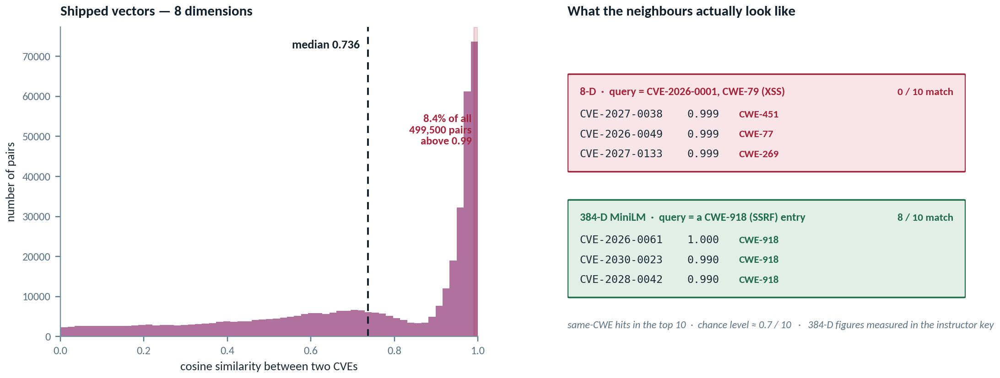 Shipped vectors — 8 dimensions
median 0.736
8.4% of all
499,500 pairs
above 0.99
number of pairs
70000
60000
50000
40000
30000
20000
10000
0
0.0 0.2 0.4 0.6 0.8 1.0
cosine similarity between two CVEs
What the neighbours actually look like
8-D · query = CVE-2026-0001, CWE-79 (XSS) 0 / 10 match
CVE-2027-0038 0.999 CWE-451
CVE-2026-0049 0.999 CWE-77
CVE-2027-0133 0.999 CWE-269
384-D MiniLM · query = a CWE-918 (SSRF) entry 8 / 10 match
CVE-2026-0061 1.000 CWE-918
CVE-2030-0023 0.990 CWE-918
CVE-2028-0042 0.990 CWE-918
same-CWE hits in the top 10 · chance level ≈ 0.7 / 10 · 384-D figures measured in the instructor key